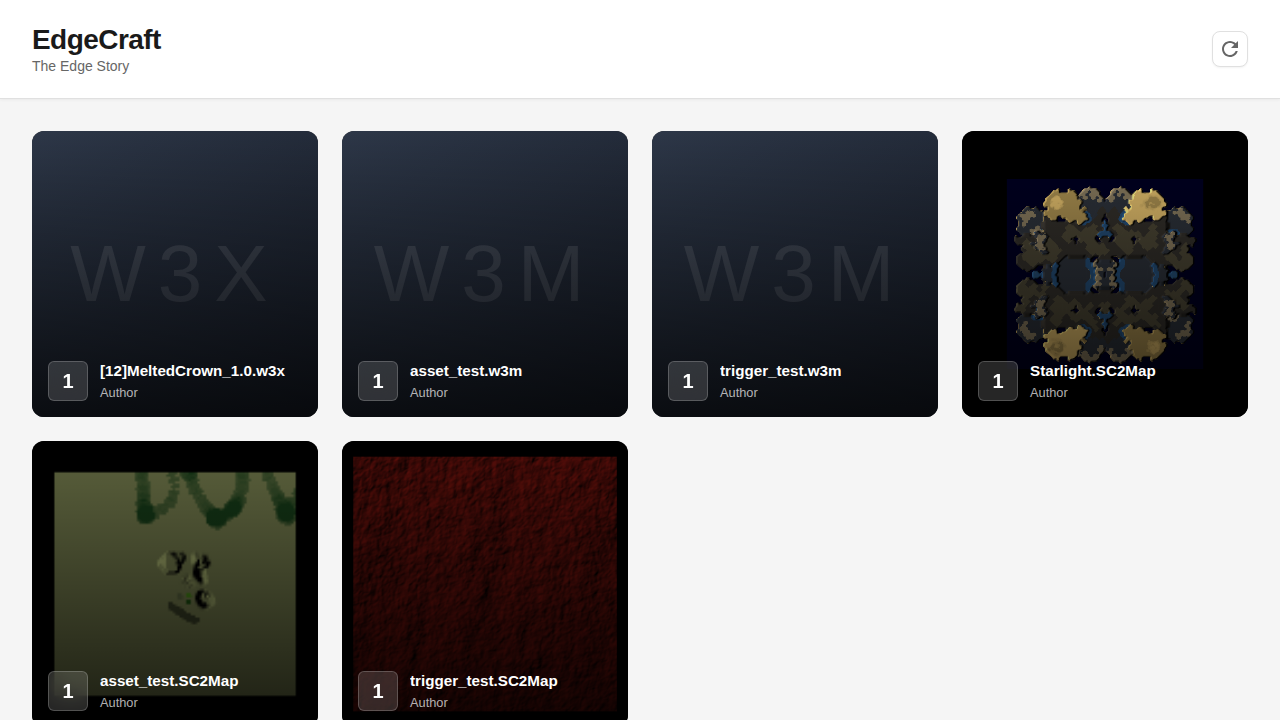 EdgeCraft
The Edge Story
W3X
1
[12]MeltedCrown_1.0.w3x
Author
W3M
1
asset_test.w3m
Author
W3M
1
trigger_test.w3m
Author
1
Starlight.SC2Map
Author
1
asset_test.SC2Map
Author
1
trigger_test.SC2Map
Author